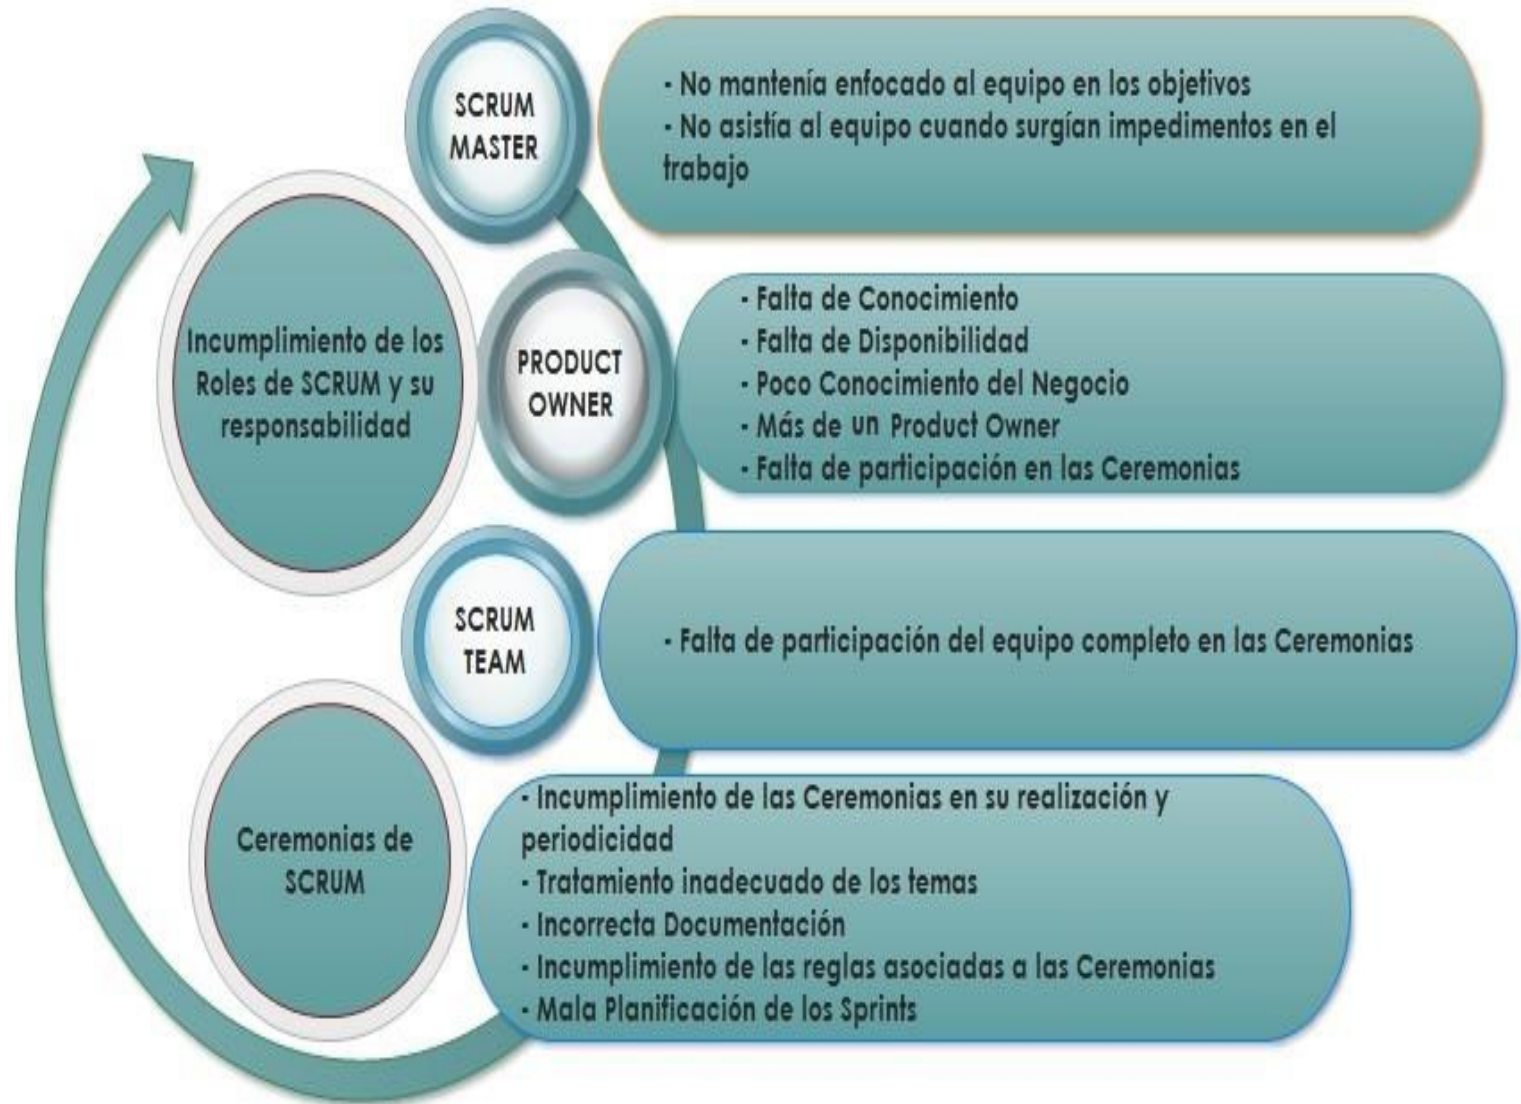 SCRUM
MASTER
- No mantenía enfocado al equipo en los objetivos
- No asistía al equipo cuando surgían impedimentos en el
trabajo
Incumplimiento de los
Roles de SCRUM y su
responsabilidad
PRODUCT
OWNER
- Falta de Conocimiento
- Falta de Disponibilidad
- Poco Conocimiento del Negocio
- Más de un Product Owner
- Falta de participación en las Ceremonias
SCRUM
TEAM
- Falta de participación del equipo completo en las Ceremonias
Ceremonias de
SCRUM
- Incumplimiento de las Ceremonias en su realización y
periodicidad
- Tratamiento inadecuado de los temas
- Incorrecta Documentación
- Incumplimiento de las reglas asociadas a las Ceremonias
- Mala Planificación de los Sprints